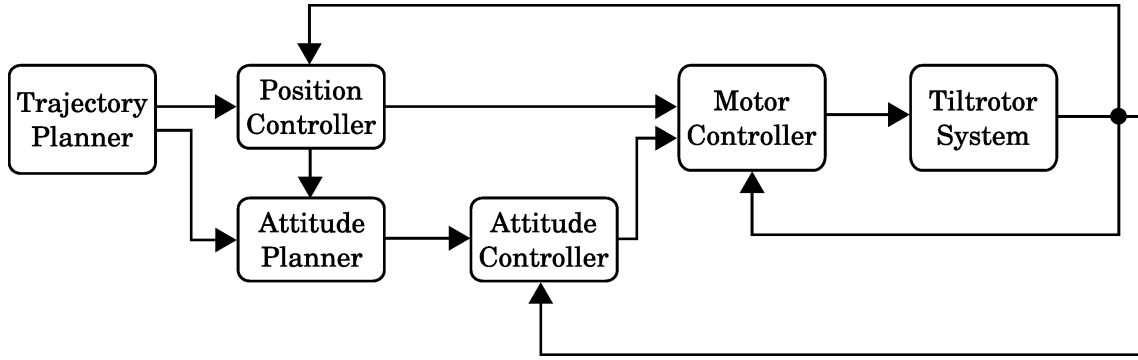 Trajectory
Planner
Position
Controller
Motor
Controller
Tiltrotor
System
Attitude
Planner
Attitude
Controller